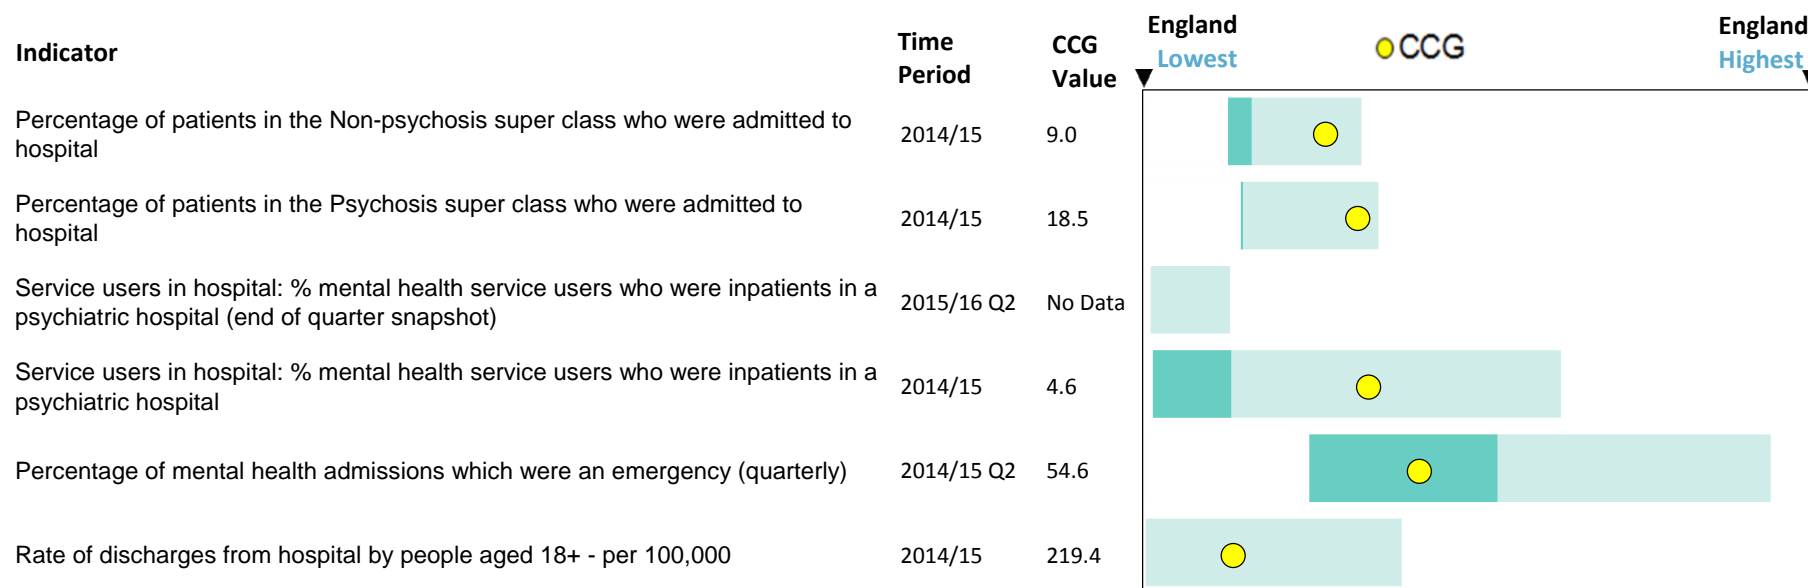 Indicator
Time
Period
CCG
Value
England
Lowest
CCG
England
Highest
Percentage of patients in the Non-psychosis super class who were admitted to
hospital
2014/15
9.0
Percentage of patients in the Psychosis super class who were admitted to
hospital
2014/15
18.5
Service users in hospital: % mental health service users who were inpatients in a
psychiatric hospital (end of quarter snapshot)
2015/16 Q2
No Data
Service users in hospital: % mental health service users who were inpatients in a
psychiatric hospital
2014/15
4.6
Percentage of mental health admissions which were an emergency (quarterly)
2014/15 Q2
54.6
Rate of discharges from hospital by people aged 18+ - per 100,000
2014/15
219.4